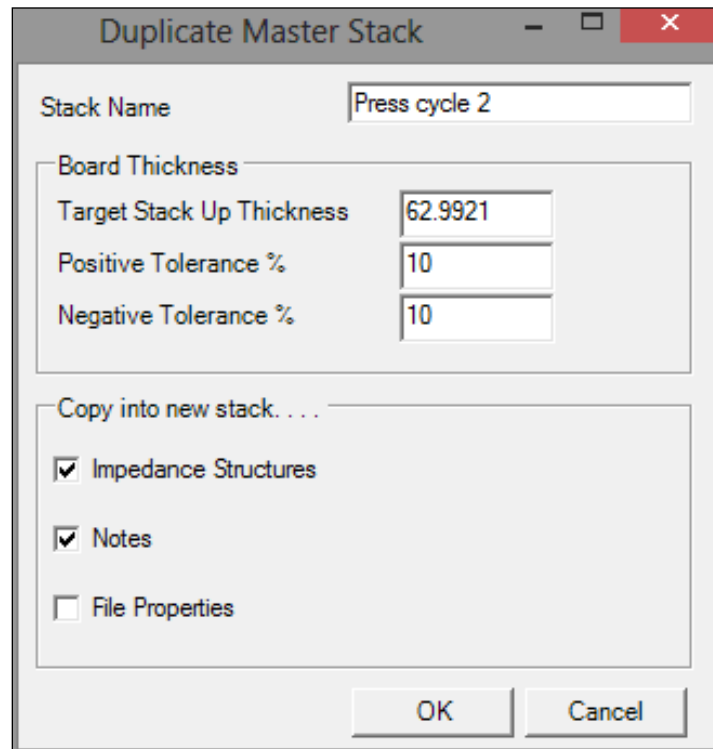 Duplicate Master Stack
Stack Name Press cycle 2
Board Thickness
Target Stack Up Thickness 62.9921
Positive Tolerance % 10
Negative Tolerance % 10
Copy into new stack. . . .
Impedance Structures
Notes
File Properties
OK Cancel